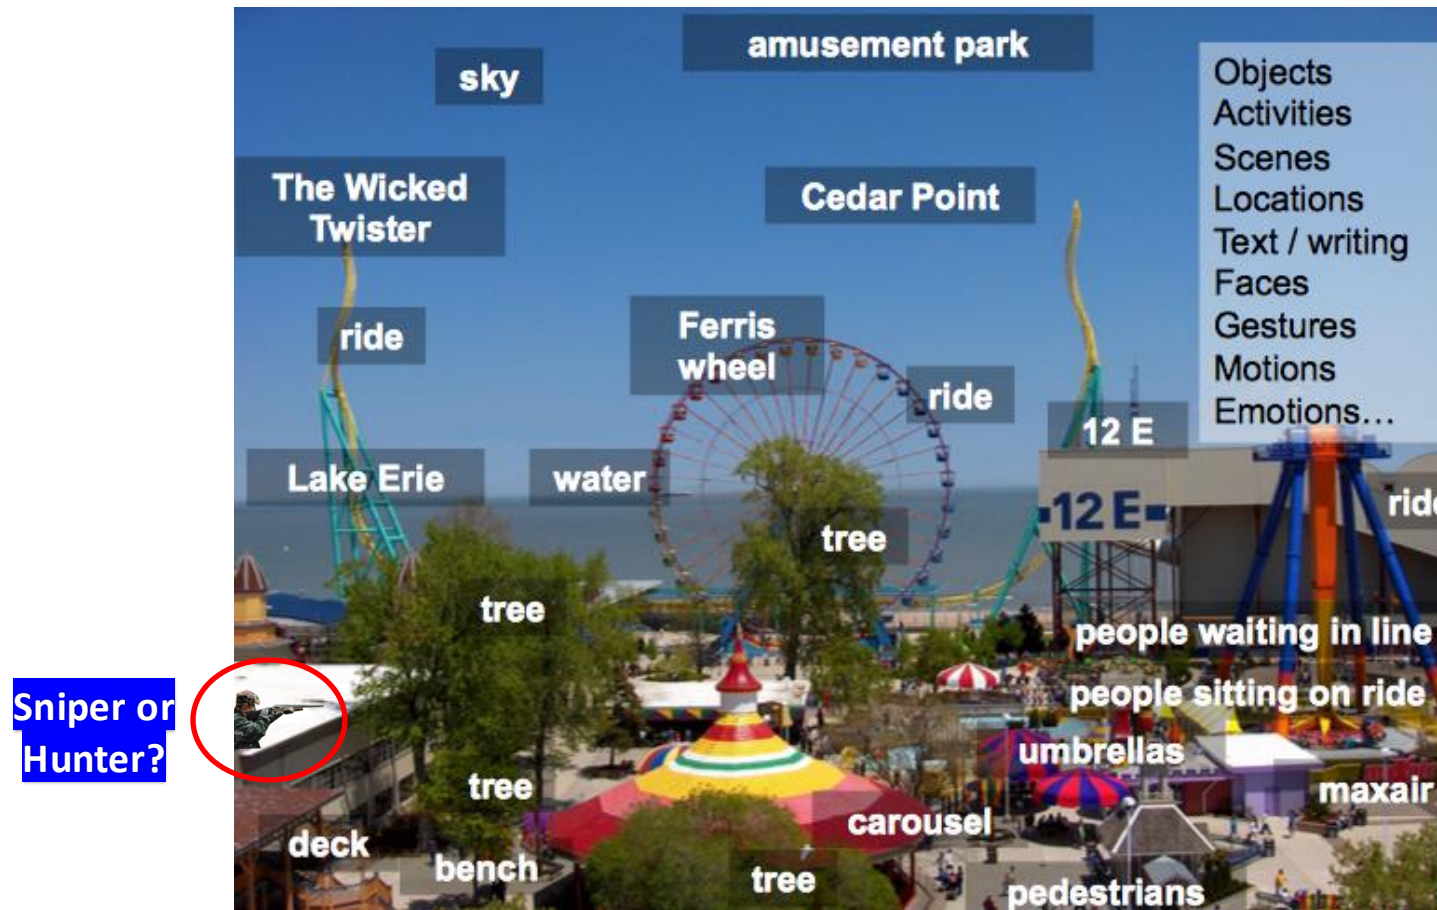 amusement park
sky
Objects
Activities
Scenes
Locations
Text / writing
Faces
Gestures
Motions
Emotions...
The Wicked
Twister
Cedar Point
ride
Ferris
wheel
ride
12 E
Lake Erie
water
12 E
ride
tree
tree
people waiting in line
people sitting on ride
Sniper or
Hunter?
umbrellas
tree
maxair
carousel
deck
bench
tree
pedestrians